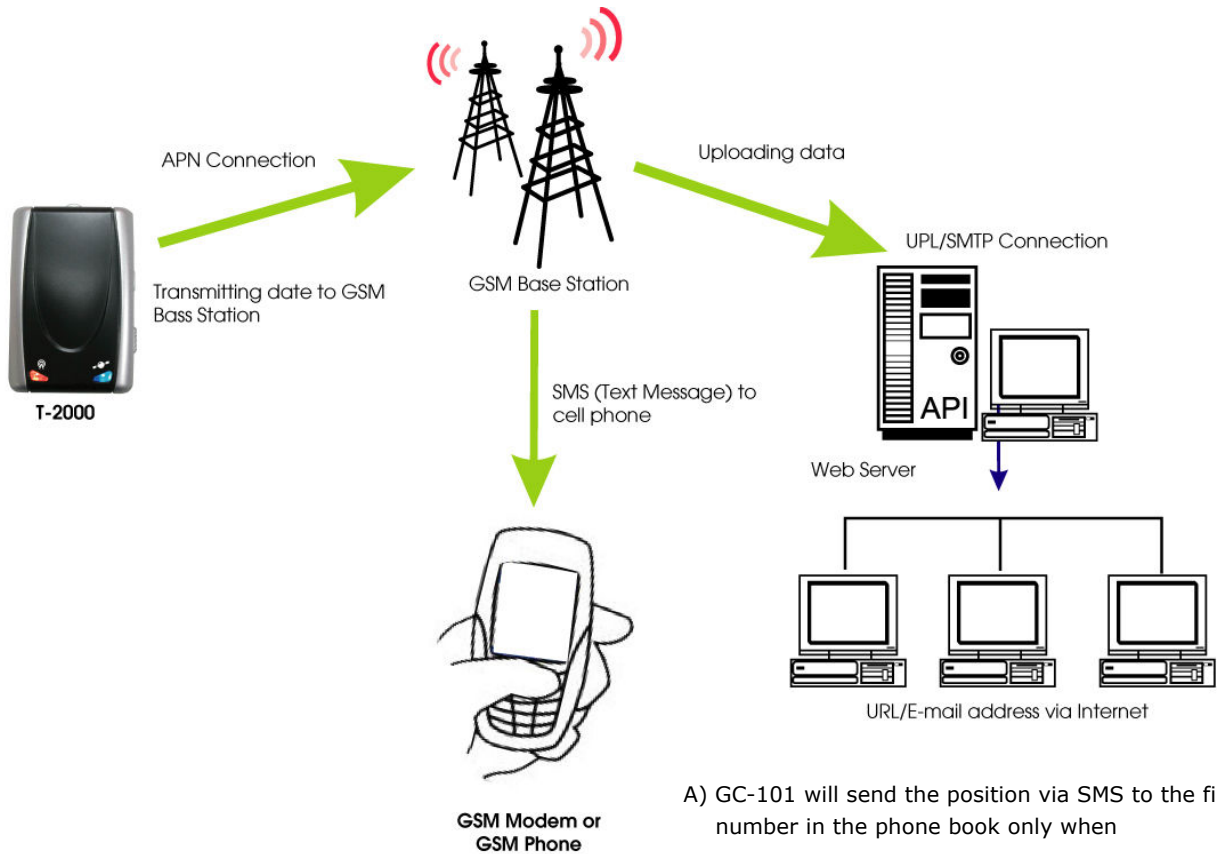 APN Connection
Uploading data
UPL/SMTP Connection
Transmitting date to GSM
Bass Station
GSM Base Station
T-2000
SMS (Text Message) to
cell phone
API
Web Server
URL/E-mail address via Internet
GSM Modem or
GSM Phone
A) GC-101 will send the position via SMS to the
number in the phone book only when